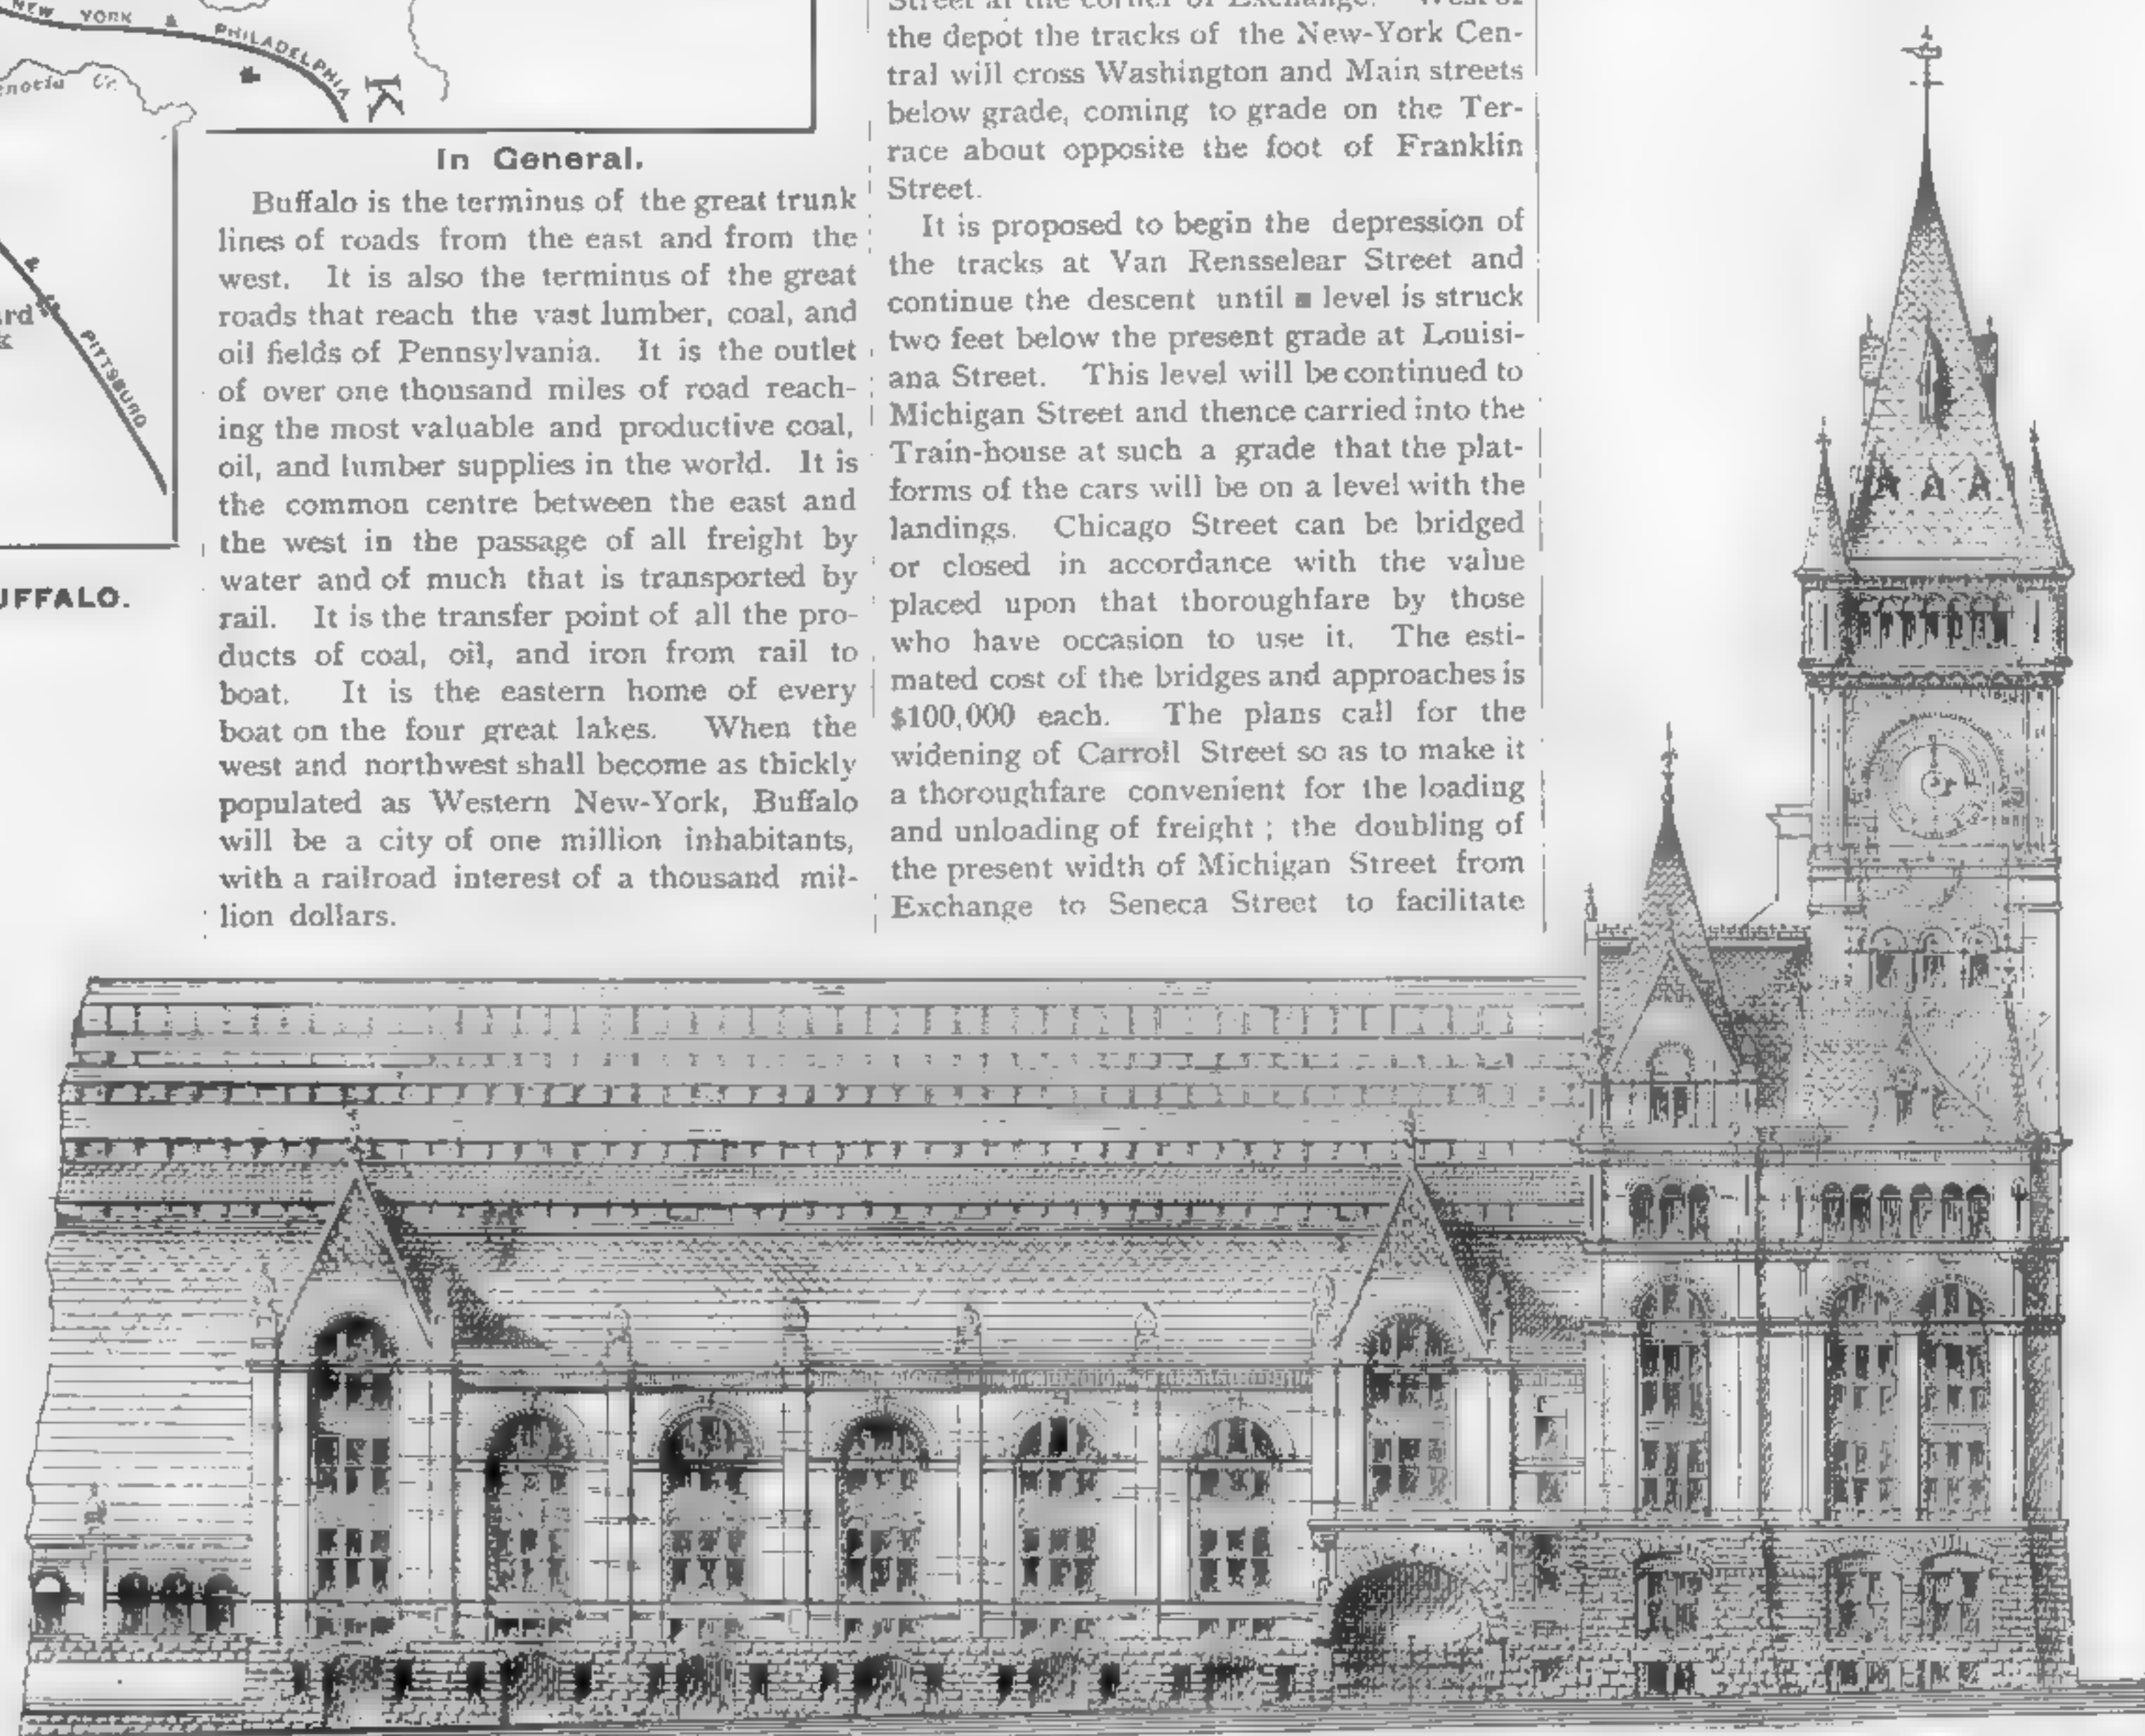 NEW YORK & PHILADELPHIA
Cr.
K
PITTSBURG
UFFALO.
In General.
Buffalo is the terminus of the great trunk
lines of roads from the east and from the
west. It is also the terminus of the great
roads that reach the vast lumber, coal, and
oil fields of Pennsylvania. It is the outlet
of over one thousand miles of road reach-
ing the most valuable and productive coal,
oil, and lumber supplies in the world. It is
the common centre between the east and
the west in the passage of all freight by
water and of much that is transported by
rail. It is the transfer point of all the pro-
ducts of coal, oil, and iron from rail to
boat. It is the eastern home of every
boat on the four great lakes. When the
west and northwest shall become as thickly
populated as Western New-York, Buffalo
will be a city of one million inhabitants,
with a railroad interest of a thousand mil-
lion dollars.
Street at the corner of Exchange. West of
the depot the tracks of the New-York Cen-
tral will cross Washington and Main streets
below grade, coming to grade on the Ter-
race about opposite the foot of Franklin
Street.
It is proposed to begin the depression of
the tracks at Van Rensselear Street and
continue the descent until a level is struck
two feet below the present grade at Louisi-
ana Street. This level will be continued to
Michigan Street and thence carried into the
Train-house at such a grade that the plat-
forms of the cars will be on a level with the
landings. Chicago Street can be bridged
or closed in accordance with the value
placed upon that thoroughfare by those
who have occasion to use it. The esti-
mated cost of the bridges and approaches is
$100,000 each. The plans call for the
widening of Carroll Street so as to make it
a thoroughfare convenient for the loading
and unloading of freight ; the doubling of
the present width of Michigan Street from
Exchange to Seneca Street to facilitate